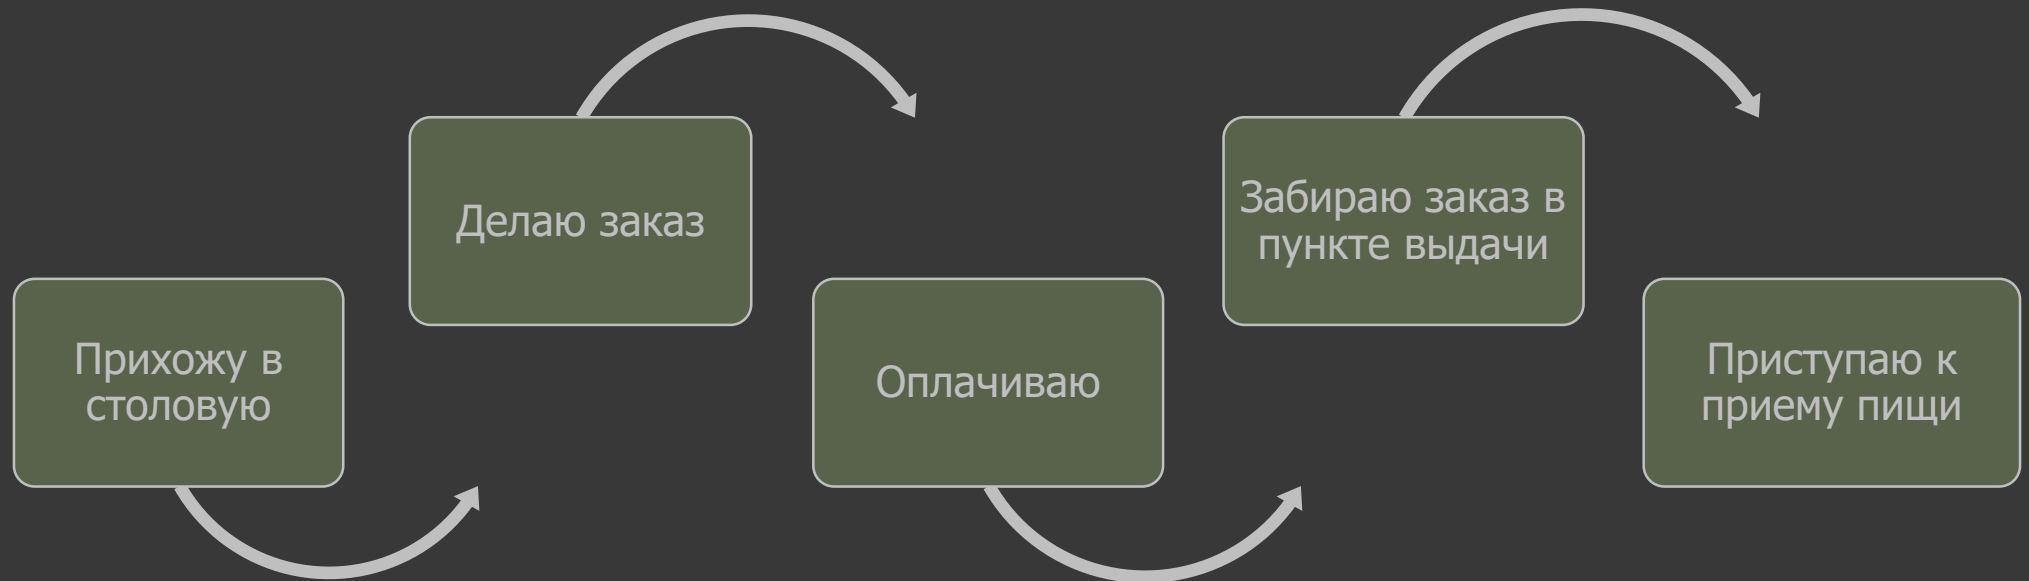 Прихожу в
столовую
Делаю заказ
Оплачиваю
Забираю заказ в
пункте выдачи
Приступаю к
приему пищи